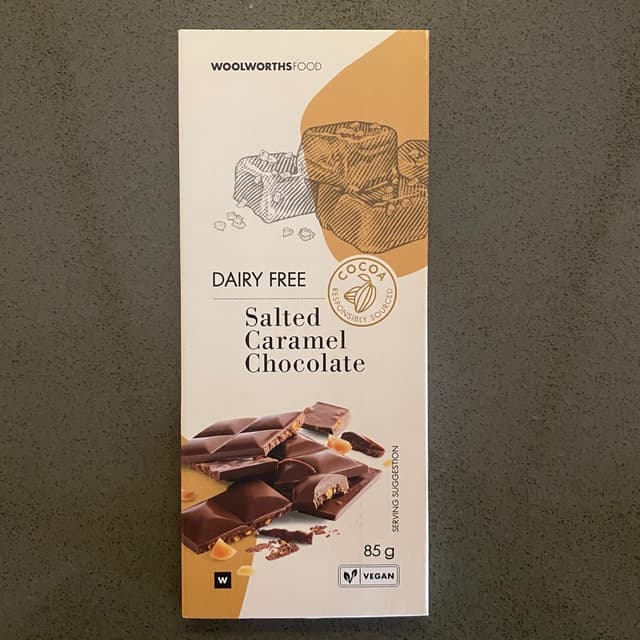 WOOLWORTHSFOOD
DAIRY FREE
COCOA
RESPONSIBLY SOURCED
Salted
Caramel
Chocolate
SERVING SUGGESTION
85 g
W
VEGAN